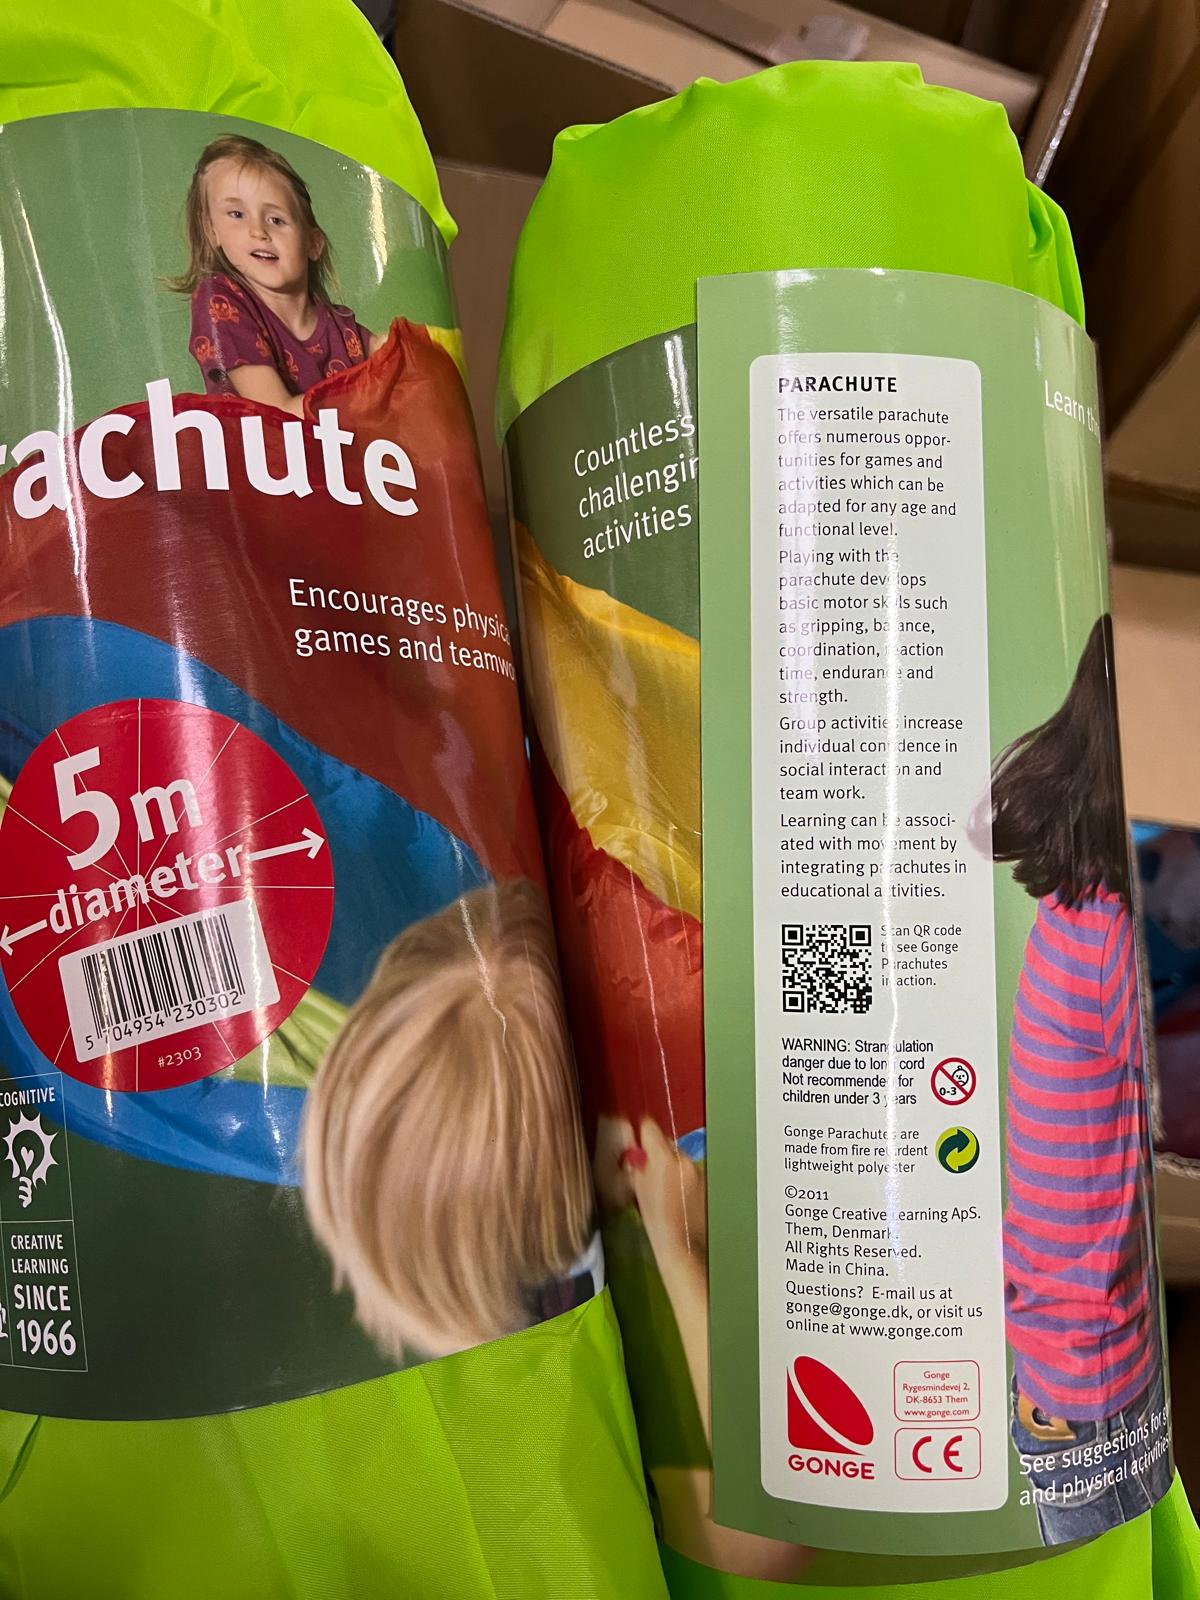 achute
Encourages
games and
5m
diameter
5 704954 230302
#2303
COGNITIVE
CREATIVE
LEARNING
SINCE
1966
Countless
activities
PARACHUTE
The versatile parachute
offers numerous oppor-
tunities for games and
activities which can be
adapted for any age and
functional level.
Playing with the
parachute develops
basic motor skills such
as gripping, balance,
coordination, reaction
time, endurance and
strength.
Group activities increase
individual confidence in
social interaction and
team work.
Learning can be associ-
ated with movement by
integrating parachutes in
educational activities.
Scan QR code
to see Gonge
Parachutes
in action.
WARNING: Strangulation
danger due to long cord
Not recommended for
children under 3 years
0-3
Gonge Parachutes are
made from fire retardent
lightweight polyester
©2011
Gonge Creative Learning ApS.
Them, Denmark.
All Rights Reserved.
Made in China.
Questions? E-mail us at
gonge@gonge.dk, or visit us
online at www.gonge.com
GONGE
Gonge
Rygesmindevej 2,
DK-8653 Them
www.gonge.com
CE
Learn
See suggestions for
and physical activities